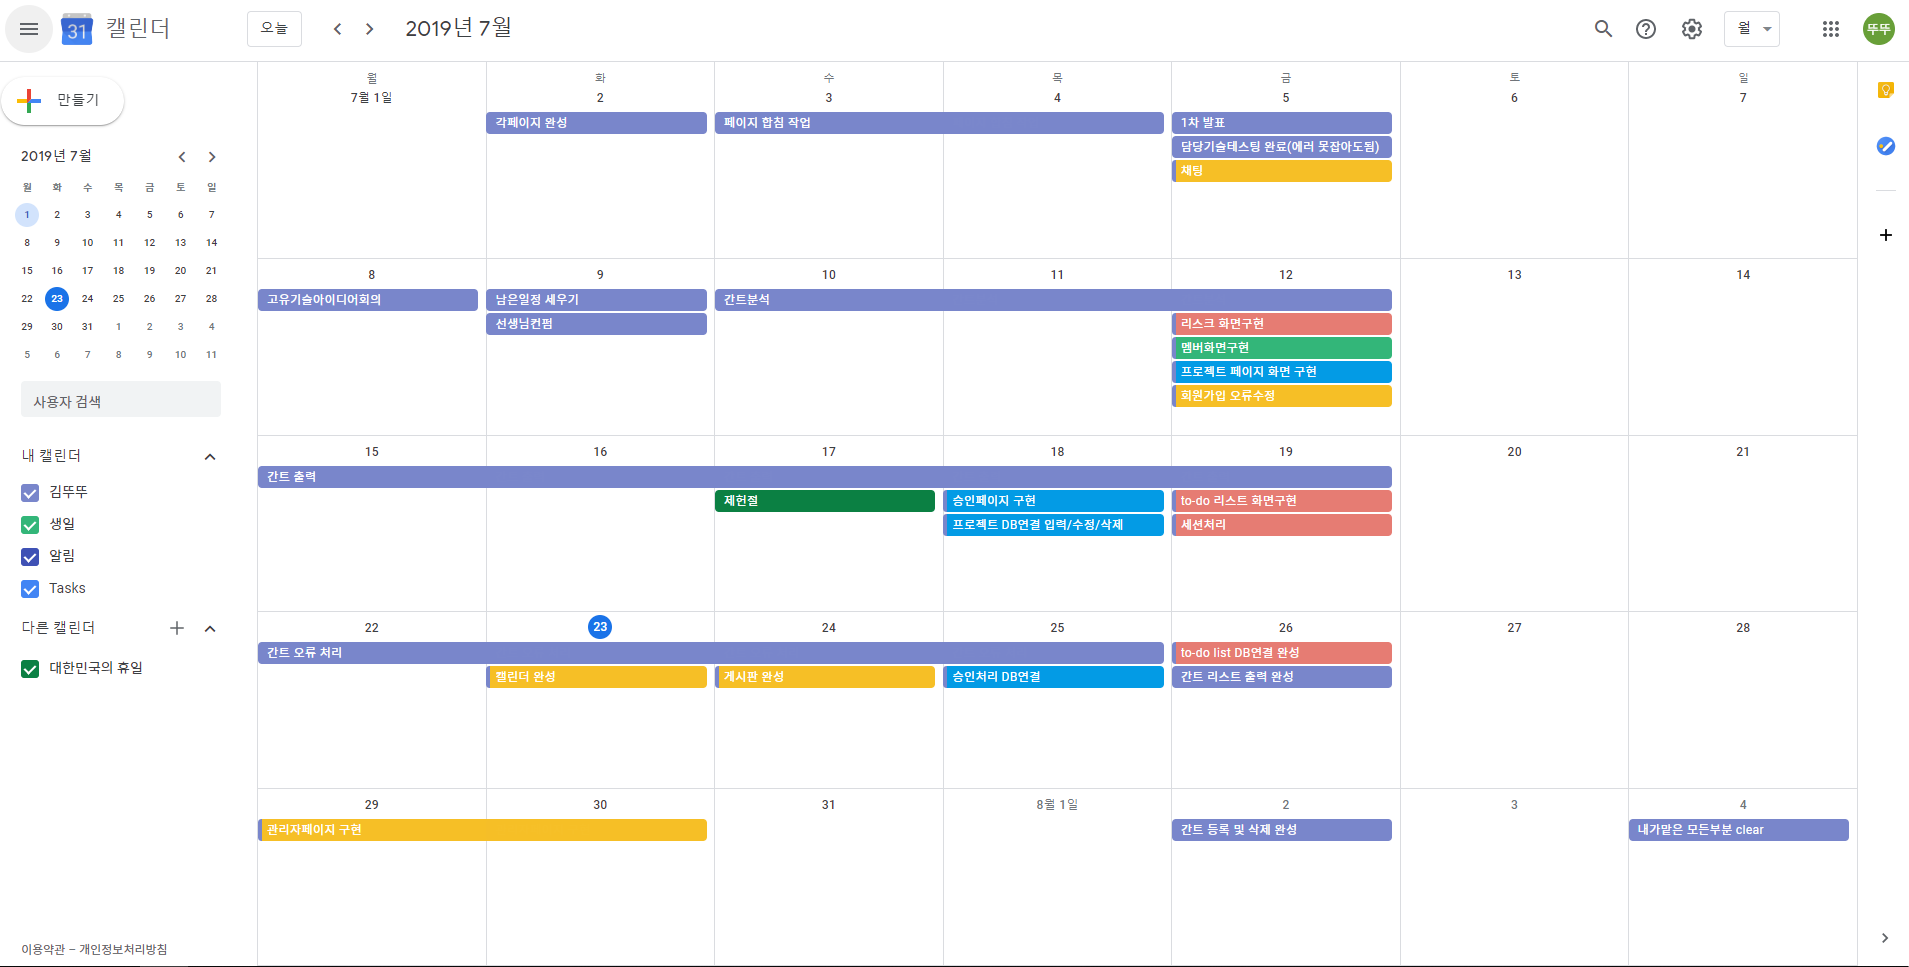 31 캘린더 오늘 2019년 7월 월 뚜뚜
만들기
2019년 7월
월 화 수 목 금 토 일
1 2 3 4 5 6 7
8 9 10 11 12 13 14
15 16 17 18 19 20 21
22 23 24 25 26 27 28
29 30 31 1 2 3 4
5 6 7 8 9 10 11
사용자 검색
내 캘린더
김뚜뚜
생일
알림
Tasks
다른 캘린더
대한민국의 휴일
이용약관 – 개인정보처리방침
월 화 수 목 금 토 일
7월 1일 2 3 4 5 6 7
각페이지 완성 페이지 합침 작업 1차 발표
담당기술테스팅 완료(에러 못잡아도됨)
채팅
8 9 10 11 12 13 14
고유기술아이디어회의 남은일정 세우기 간트분석
선생님컨펌 리스크 화면구현
멤버화면구현
프로젝트 페이지 화면 구현
회원가입 오류수정
15 16 17 18 19 20 21
간트 출력
제헌절 승인페이지 구현 to-do 리스트 화면구현
프로젝트 DB연결 입력/수정/삭제 세션처리
22 23 24 25 26 27 28
간트 오류 처리 to-do list DB연결 완성
캘린더 완성 게시판 완성 승인처리 DB연결 간트 리스트 출력 완성
29 30 31 8월 1일 2 3 4
관리자페이지 구현 간트 등록 및 삭제 완성 내가맡은 모든부분 clear